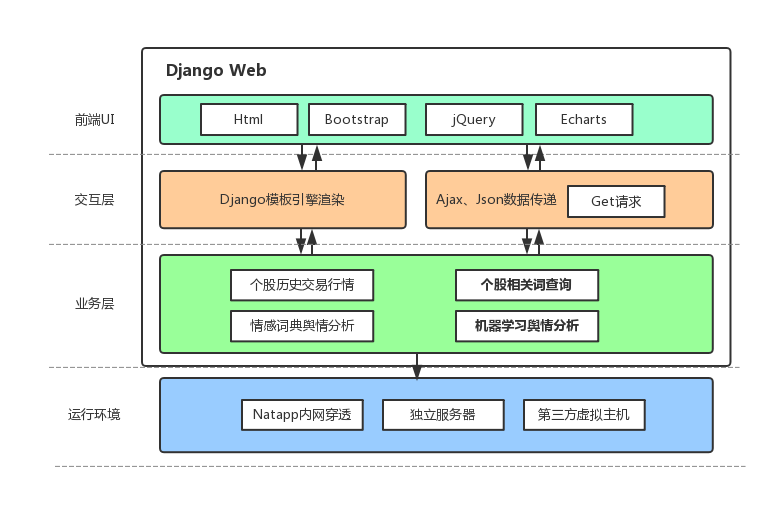 Django Web
前端UI
Html
Bootstrap
jQuery
Echarts
交互层
Django模板引擎渲染
Ajax、Json数据传递
Get请求
业务层
个股历史交易行情
个股相关词查询
情感词典舆情分析
机器学习舆情分析
运行环境
Natapp内网穿透
独立服务器
第三方虚拟主机